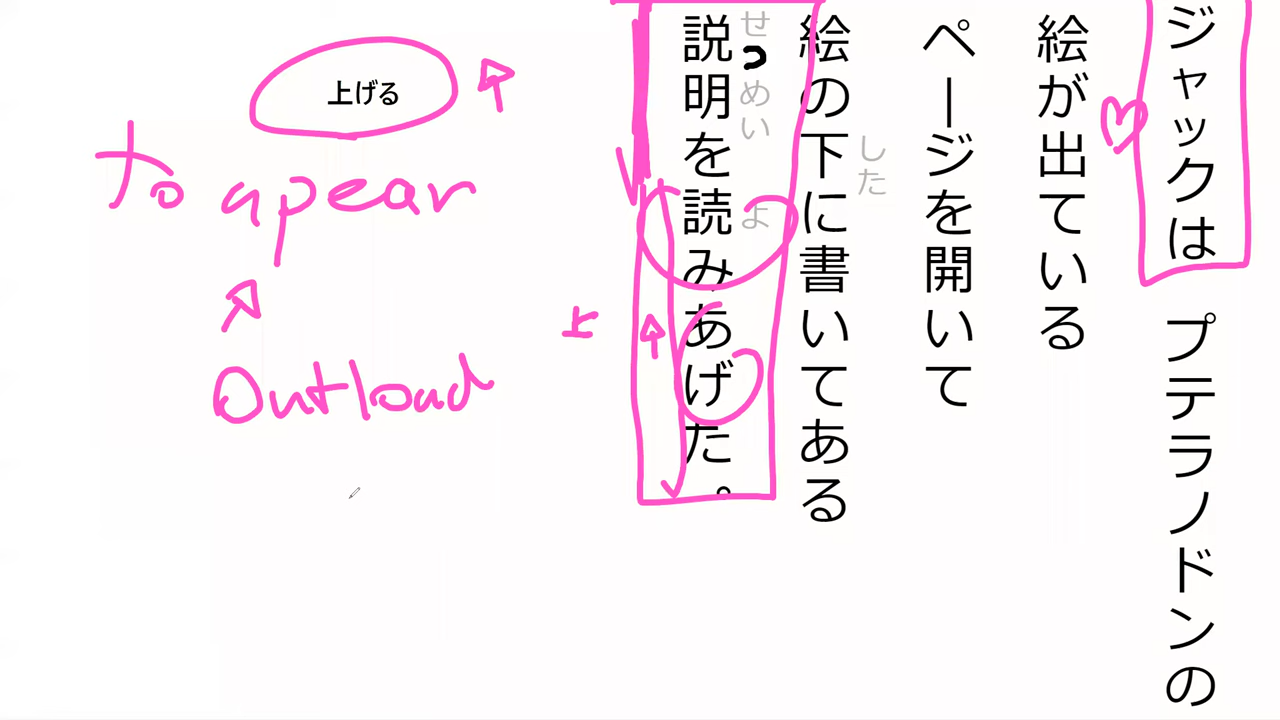 ジャックは プテラノドンの
絵が出ている
ページを開いて
絵の下に書いてある
した
説明を読みあげた。
せつめい
よ
上
上げる
To apear
Outload